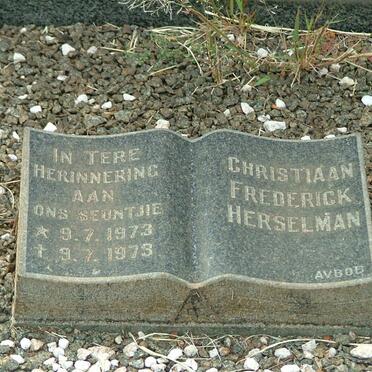 IN TERE
HERINNERING
AAN
ONS SEUNTJIE
* 9.7.1973
† 9.7.1973
CHRISTIAAN
FREDERICK
HERSELMAN
AVBOB